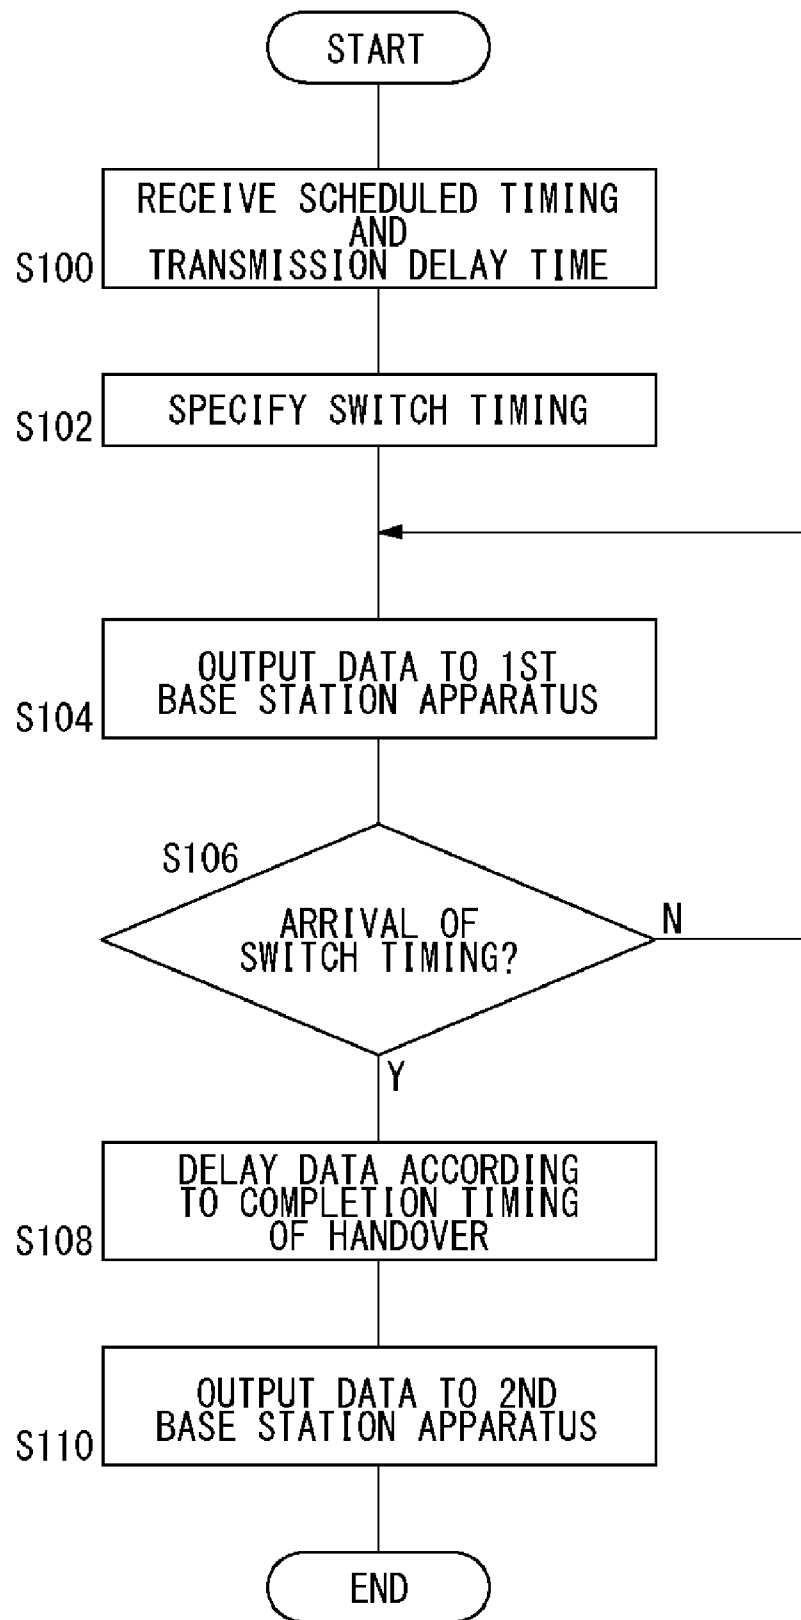 START
RECEIVE SCHEDULED TIMING
AND
TRANSMISSION DELAY TIME
S100
SPECIFY SWITCH TIMING
S102
OUTPUT DATA TO 1ST
BASE STATION APPARATUS
S104
S106
ARRIVAL OF
SWITCH TIMING?
N
Y
DELAY DATA ACCORDING
TO COMPLETION TIMING
OF HANDOVER
S108
OUTPUT DATA TO 2ND
BASE STATION APPARATUS
S110
END